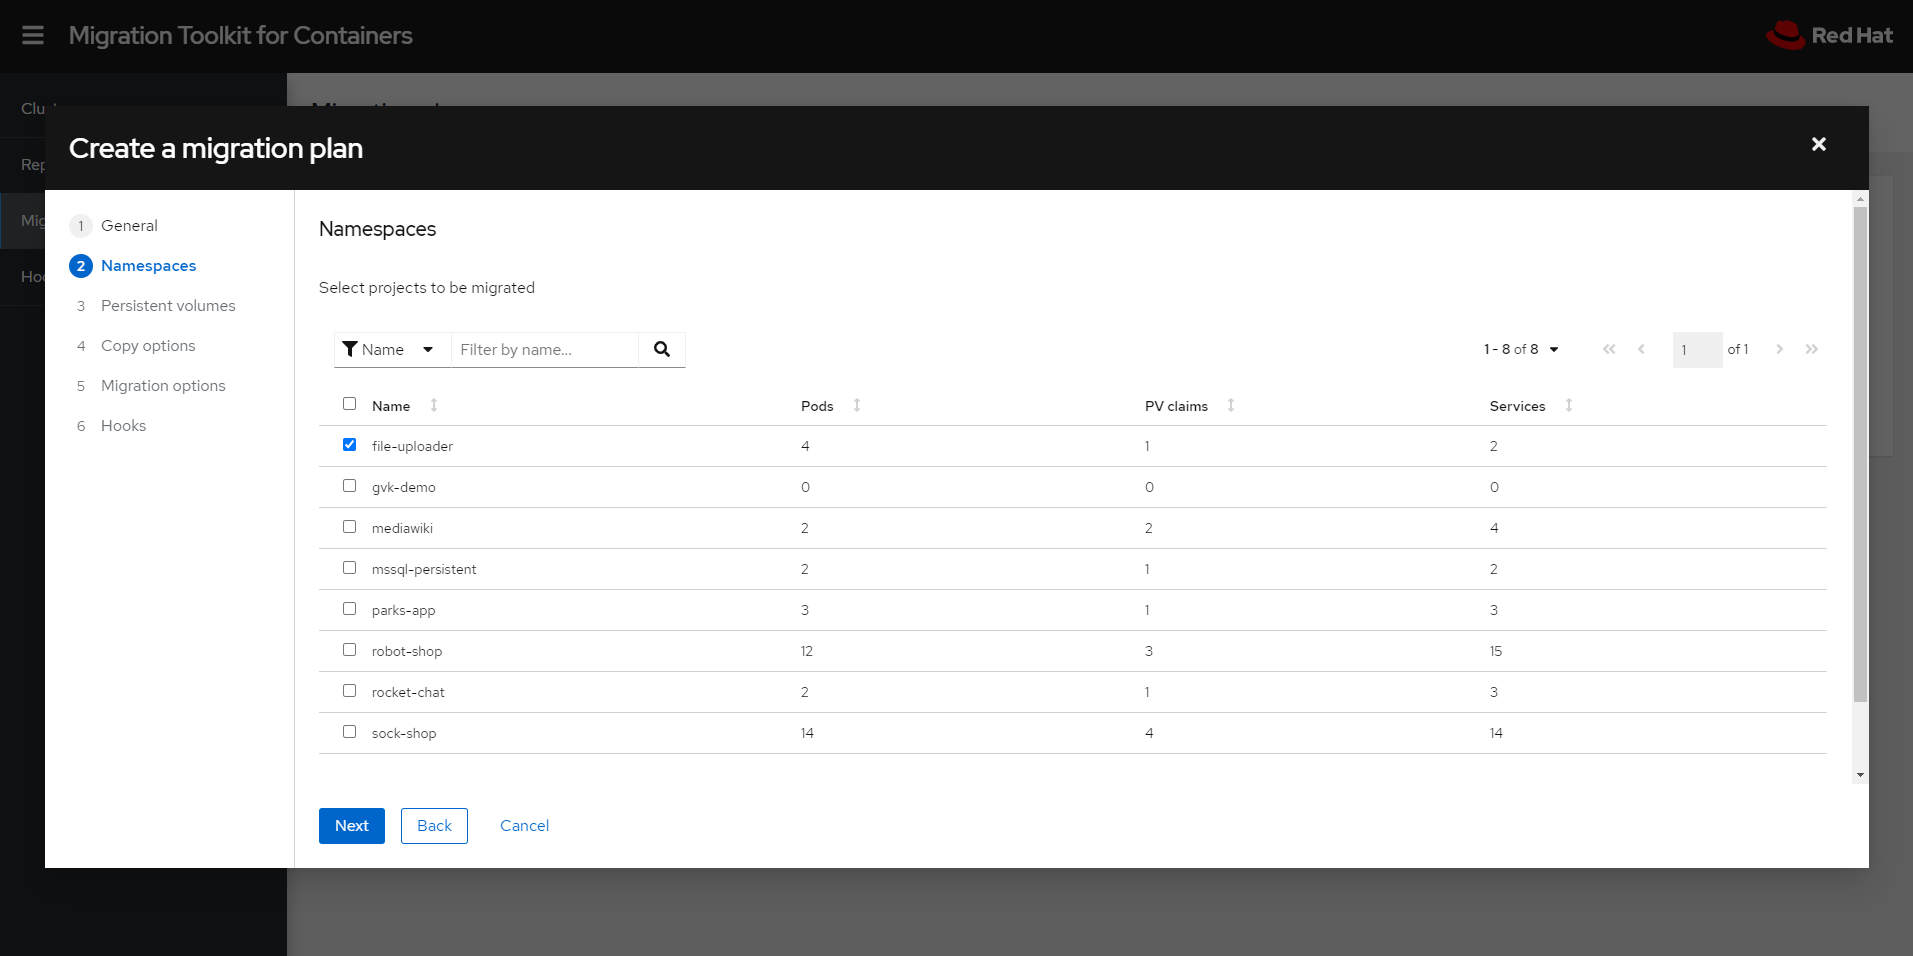 Migration Toolkit for Containers
Red Hat
Create a migration plan
1 General
2 Namespaces
3 Persistent volumes
4 Copy options
5 Migration options
6 Hooks
Namespaces
Select projects to be migrated
Name Filter by name... 1 - 8 of 8 1 of 1
Name Pods PV claims Services
file-uploader 4 1 2
gvk-demo 0 0 0
mediawiki 2 2 4
mssql-persistent 2 1 2
parks-app 3 1 3
robot-shop 12 3 15
rocket-chat 2 1 3
sock-shop 14 4 14
Next Back Cancel